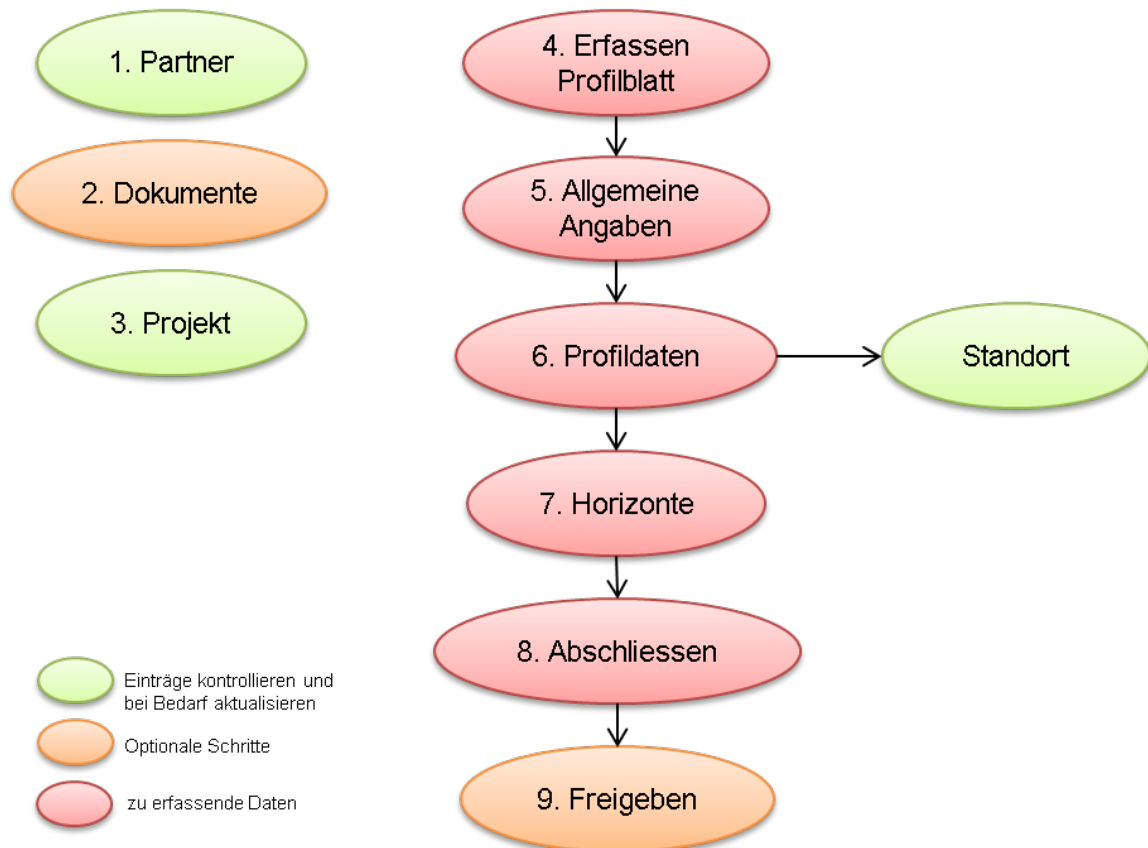 1. Partner
2. Dokumente
3. Projekt
4. Erfassen
Profilblatt
5. Allgemeine
Angaben
6. Profildaten
Standort
7. Horizonte
8. Abschliessen
9. Freigeben
Einträge kontrollieren und
bei Bedarf aktualisieren
Optionale Schritte
zu erfassende Daten